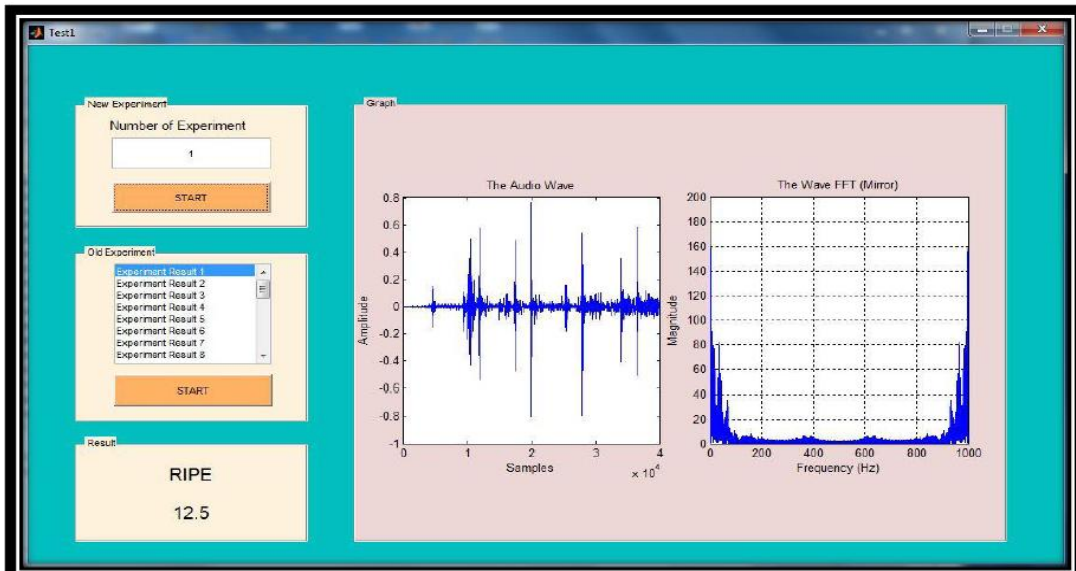 Test1
New Experiment
Number of Experiment
1
START
Old Experiment
Experiment Result 1
Experiment Result 2
Experiment Result 3
Experiment Result 4
Experiment Result 5
Experiment Result 6
Experiment Result 7
Experiment Result 8
START
Result
RIPE
12.5
Graph
The Audio Wave
0.8
0.6
0.4
0.2
0
-0.2
-0.4
-0.6
-0.8
-1
Amplitude
0 1 2 3 4
Samples
× 10^4
The Wave FFT (Mirror)
200
180
160
140
120
100
80
60
40
20
0
Magnitude
0 200 400 600 800 1000
Frequency (Hz)